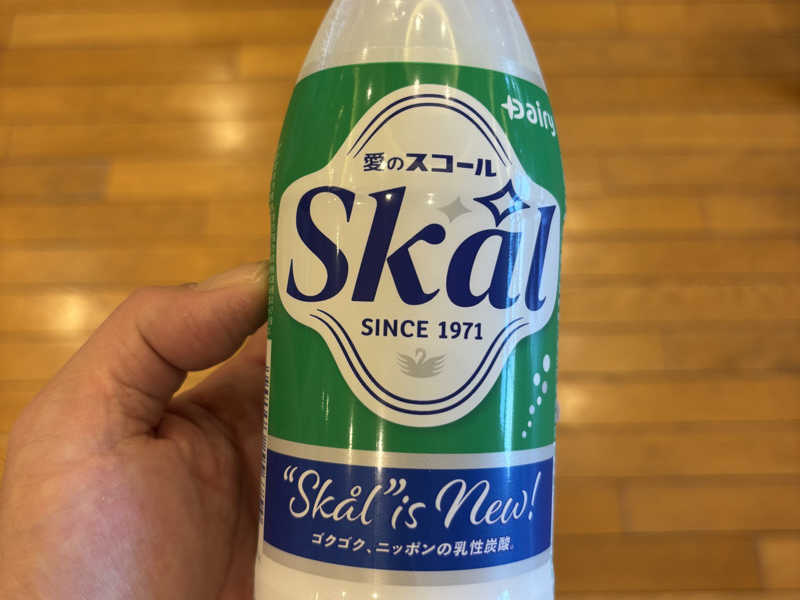 Dairy
愛のスコール
Skål
SINCE 1971
“Skål” is New!
ゴクゴク、ニッポンの乳性炭酸。